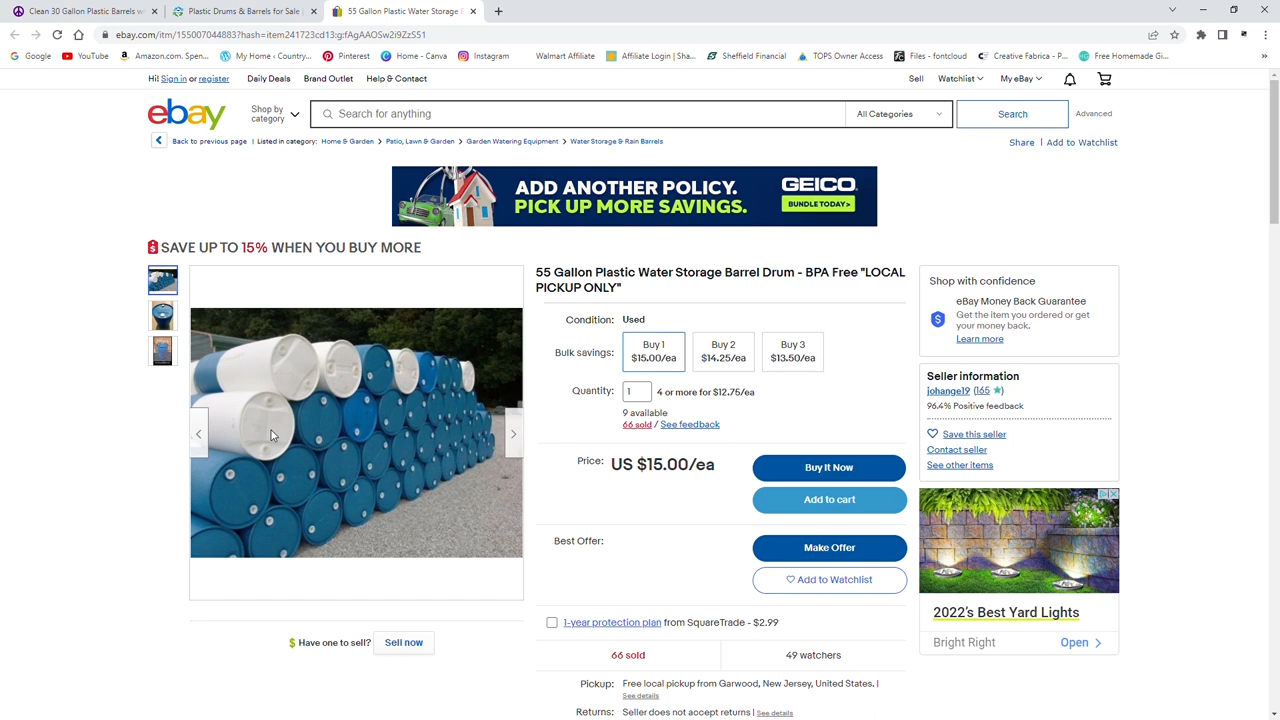 Clean 30 Gallon Plastic Barrels w
Plastic Drums & Barrels for Sale |
55 Gallon Plastic Water Storage B
ebay.com/itm/155007044883?hash=item241723cd13:g:fAgAAOSw2i9ZzS51
Google
YouTube
Amazon.com. Spen...
My Home ‹ Country...
Pinterest
Home - Canva
Instagram
Walmart Affiliate
Affiliate Login | Sha...
Sheffield Financial
TOPS Owner Access
Files - fontcloud
Creative Fabrica - P...
Free Homemade Gi...
Hi! Sign in or register
Daily Deals
Brand Outlet
Help & Contact
Sell
Watchlist
My eBay
ebay
Shop by
category
Search for anything
All Categories
Search
Advanced
Back to previous page | Listed in category: Home & Garden > Patio, Lawn & Garden > Garden Watering Equipment > Water Storage & Rain Barrels
Share | Add to Watchlist
ADD ANOTHER POLICY.
PICK UP MORE SAVINGS.
GEICO
BUNDLE TODAY >
SAVE UP TO 15% WHEN YOU BUY MORE
55 Gallon Plastic Water Storage Barrel Drum - BPA Free "LOCAL
PICKUP ONLY"
Condition: Used
Bulk savings:
Buy 1
$15.00/ea
Buy 2
$14.25/ea
Buy 3
$13.50/ea
Quantity: 1 4 or more for $12.75/ea
9 available
66 sold / See feedback
Price: US $15.00/ea
Buy It Now
Add to cart
Best Offer:
Make Offer
Add to Watchlist
1-year protection plan from SquareTrade - $2.99
66 sold
49 watchers
Pickup: Free local pickup from Garwood, New Jersey, United States. |
See details
Returns: Seller does not accept returns | See details
$ Have one to sell? Sell now
Shop with confidence
eBay Money Back Guarantee
Get the item you ordered or get
your money back.
Learn more
Seller information
johange19 (165 ★)
96.4% Positive feedback
Save this seller
Contact seller
See other items
2022's Best Yard Lights
Bright Right
Open >